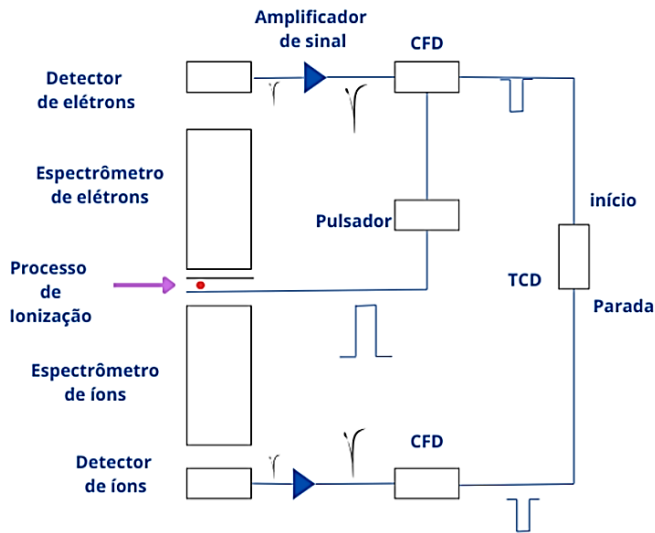 Amplificador
de sinal
CFD
Detector
de elétrons
Espectrômetro
de elétrons
Pulsador
início
Processo
de
Ionização
TCD
Parada
Espectrômetro
de íons
CFD
Detector
de íons